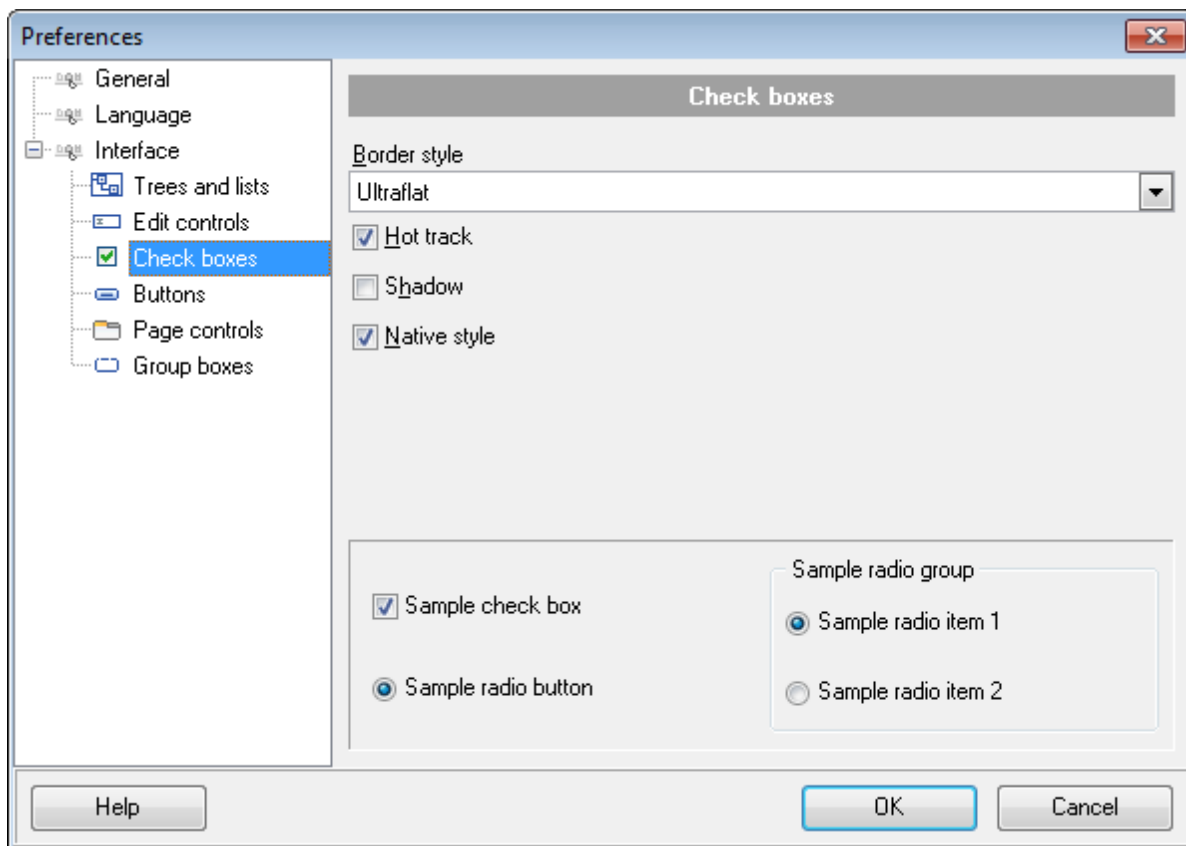 Preferences
General
Language
Interface
Trees and lists
Edit controls
Check boxes
Buttons
Page controls
Group boxes
Check boxes
Border style
Ultraflat
Hot track
Shadow
Native style
Sample check box
Sample radio button
Sample radio group
Sample radio item 1
Sample radio item 2
Help
OK
Cancel